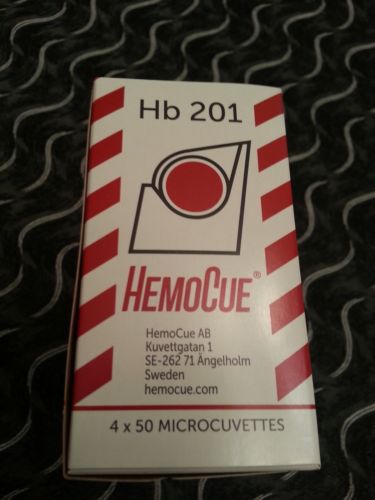 Hb 201
HEMOCUE®
HemoCue AB
Kuvettgatan 1
SE-262 71 Ängelholm
Sweden
hemocue.com
4 x 50 MICROCUVETTES